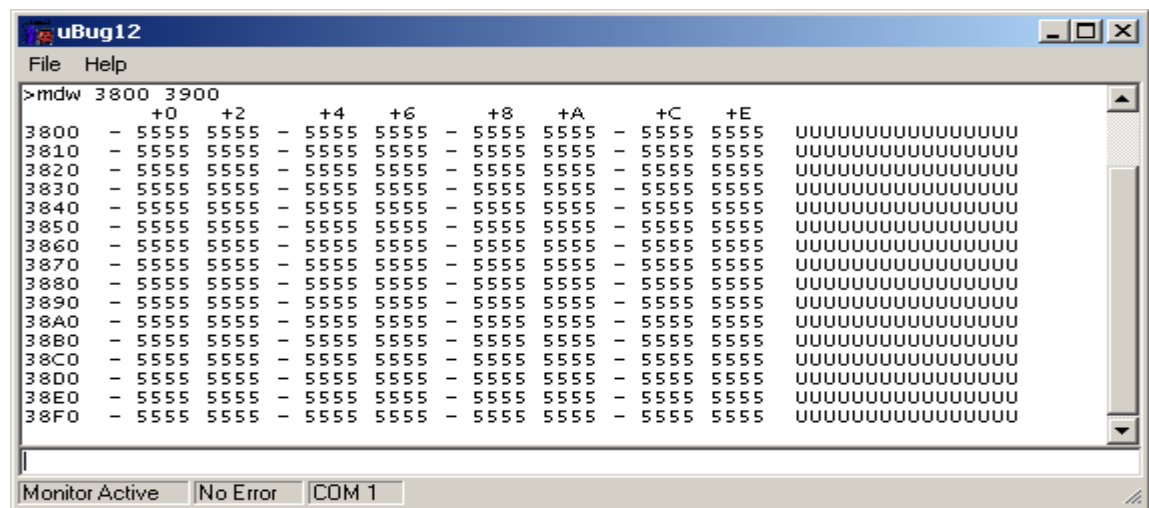 uBug12
File Help
>mdw 3800 3900
+0 +2 +4 +6 +8 +A +C +E
3800 - 5555 5555 - 5555 5555 - 5555 5555 - 5555 5555 UUUUUUUUUUUUUUUU
3810 - 5555 5555 - 5555 5555 - 5555 5555 - 5555 5555 UUUUUUUUUUUUUUUU
3820 - 5555 5555 - 5555 5555 - 5555 5555 - 5555 5555 UUUUUUUUUUUUUUUU
3830 - 5555 5555 - 5555 5555 - 5555 5555 - 5555 5555 UUUUUUUUUUUUUUUU
3840 - 5555 5555 - 5555 5555 - 5555 5555 - 5555 5555 UUUUUUUUUUUUUUUU
3850 - 5555 5555 - 5555 5555 - 5555 5555 - 5555 5555 UUUUUUUUUUUUUUUU
3860 - 5555 5555 - 5555 5555 - 5555 5555 - 5555 5555 UUUUUUUUUUUUUUUU
3870 - 5555 5555 - 5555 5555 - 5555 5555 - 5555 5555 UUUUUUUUUUUUUUUU
3880 - 5555 5555 - 5555 5555 - 5555 5555 - 5555 5555 UUUUUUUUUUUUUUUU
3890 - 5555 5555 - 5555 5555 - 5555 5555 - 5555 5555 UUUUUUUUUUUUUUUU
38A0 - 5555 5555 - 5555 5555 - 5555 5555 - 5555 5555 UUUUUUUUUUUUUUUU
38B0 - 5555 5555 - 5555 5555 - 5555 5555 - 5555 5555 UUUUUUUUUUUUUUUU
38C0 - 5555 5555 - 5555 5555 - 5555 5555 - 5555 5555 UUUUUUUUUUUUUUUU
38D0 - 5555 5555 - 5555 5555 - 5555 5555 - 5555 5555 UUUUUUUUUUUUUUUU
38E0 - 5555 5555 - 5555 5555 - 5555 5555 - 5555 5555 UUUUUUUUUUUUUUUU
38F0 - 5555 5555 - 5555 5555 - 5555 5555 - 5555 5555 UUUUUUUUUUUUUUUU
Monitor Active No Error COM 1